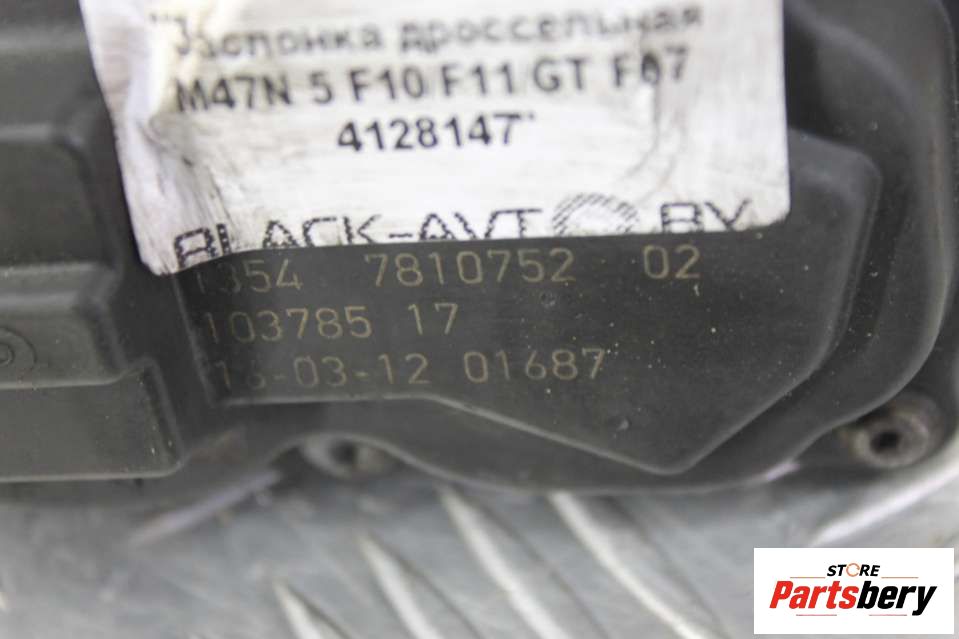 "Заслонка дроссельная
M47N 5 F10 F11 GT F07
4128147"
BLACK-AVTO BY
1354 7810752 02
103785 17
16-03-12 01687
STORE
Partsbery